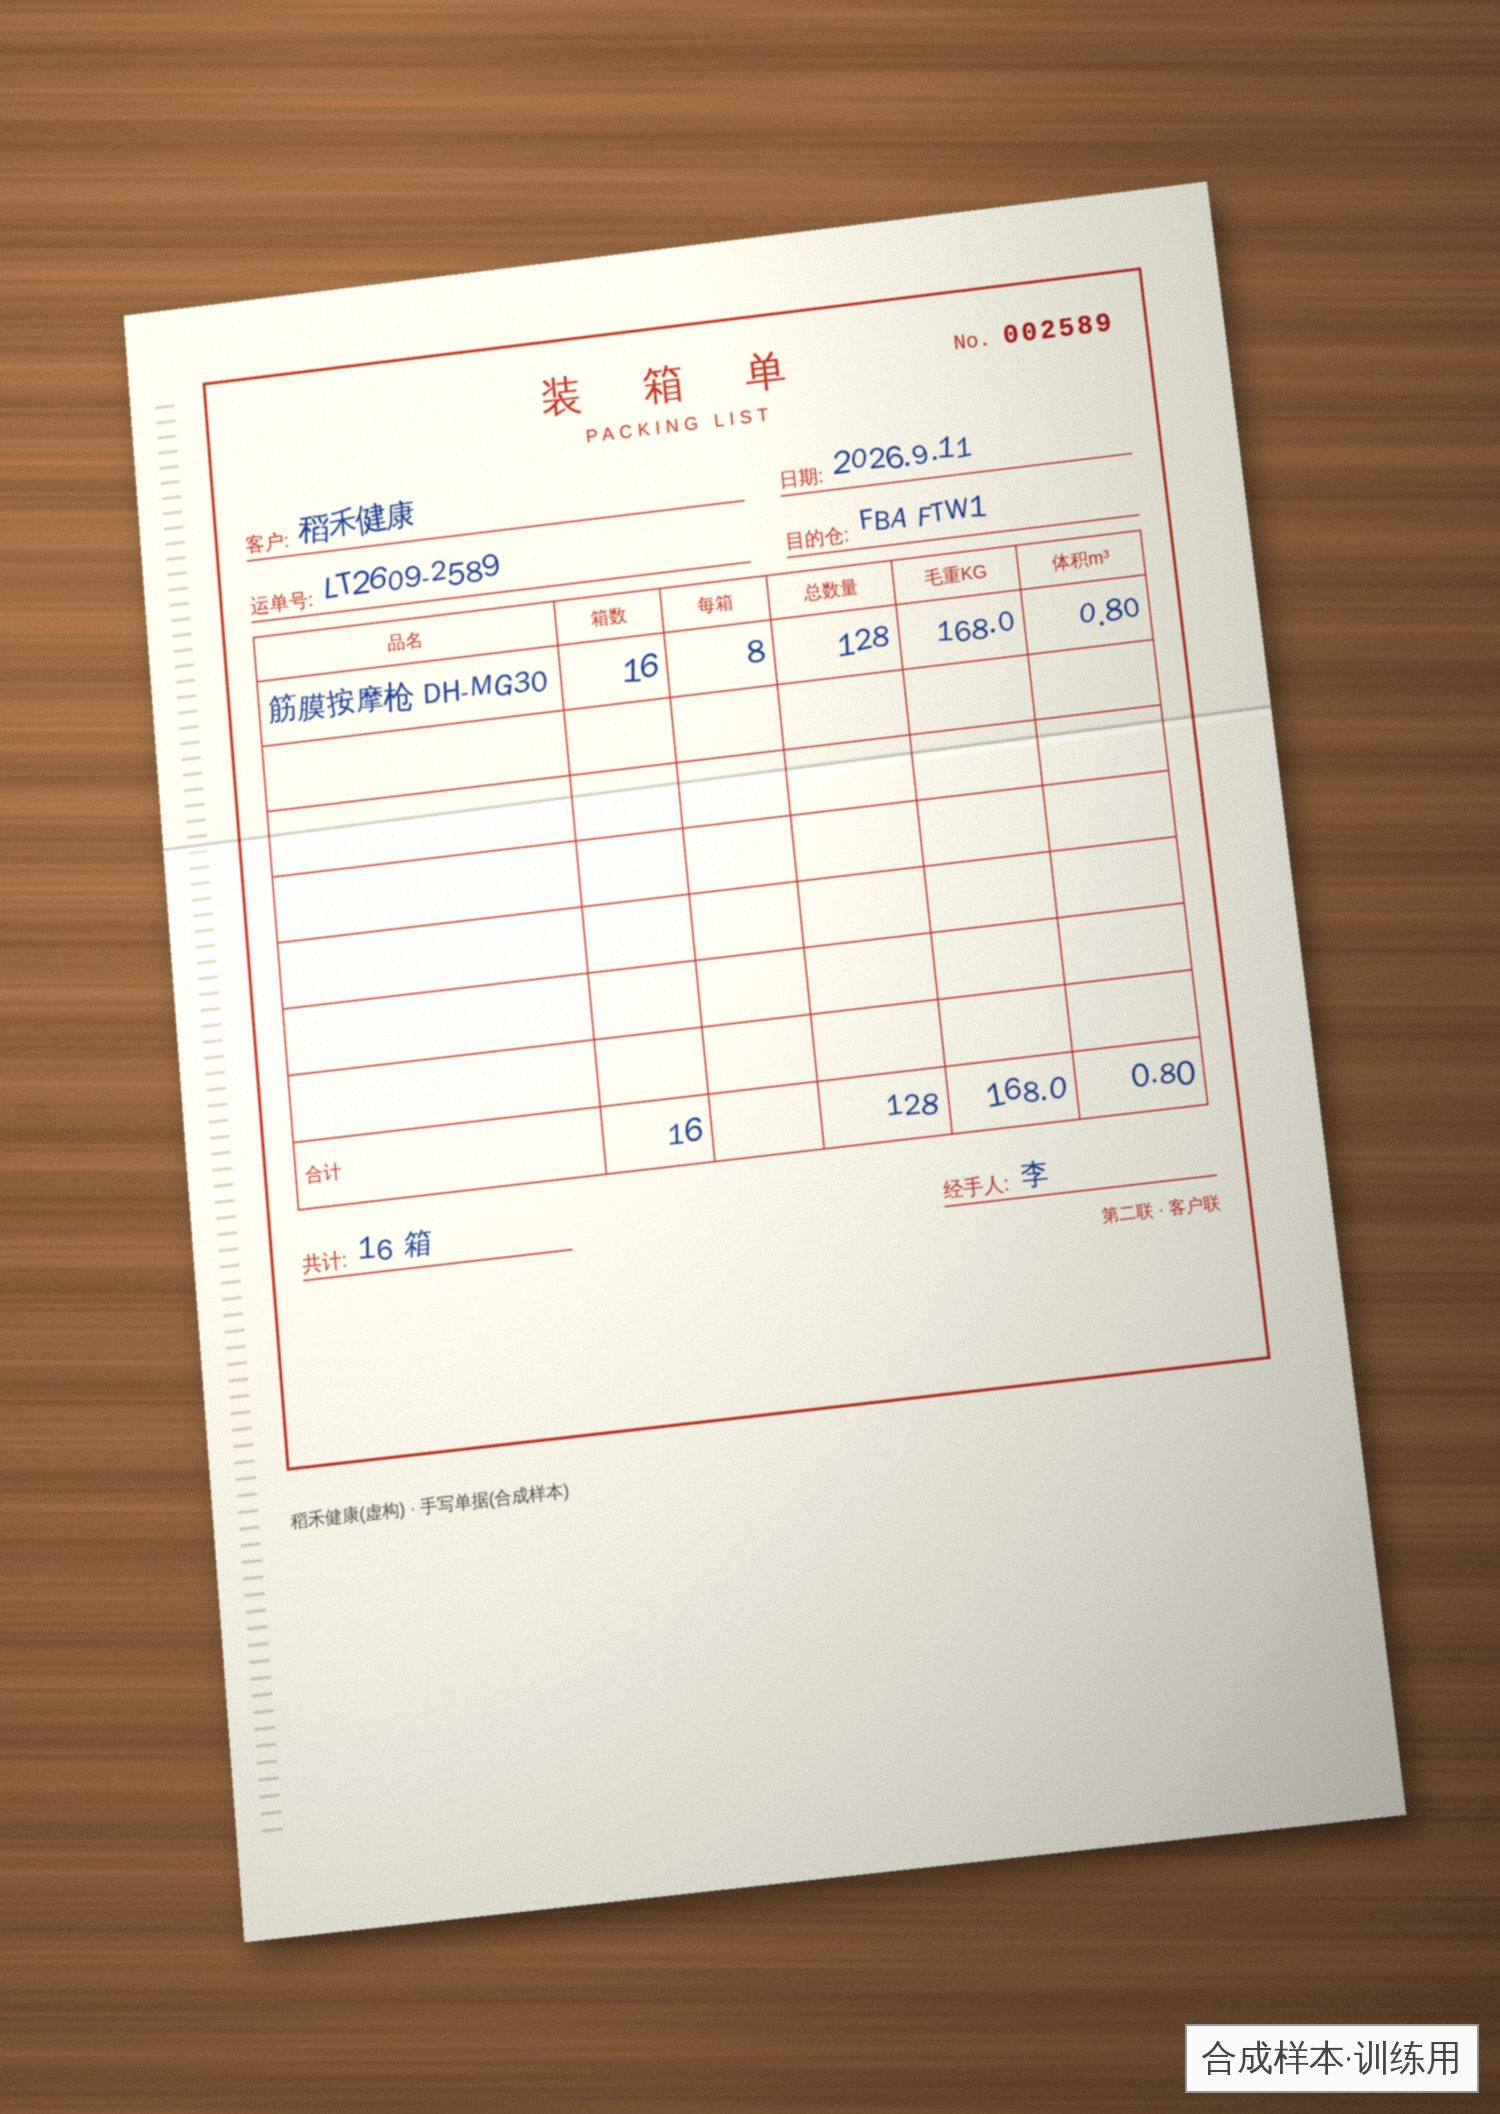 No. 002589
装箱单
PACKING LIST
日期: 2026.9.11
客户: 稻禾健康
目的仓: FBA FTW1
运单号: LT2609-2589
品名 箱数 每箱 总数量 毛重KG 体积m³
筋膜按摩枪 DH-MG30 16 8 128 168.0 0.80
合计 16 128 168.0 0.80
经手人: 李
第二联 · 客户联
共计: 16 箱
稻禾健康(虚构) · 手写单据(合成样本)
合成样本·训练用